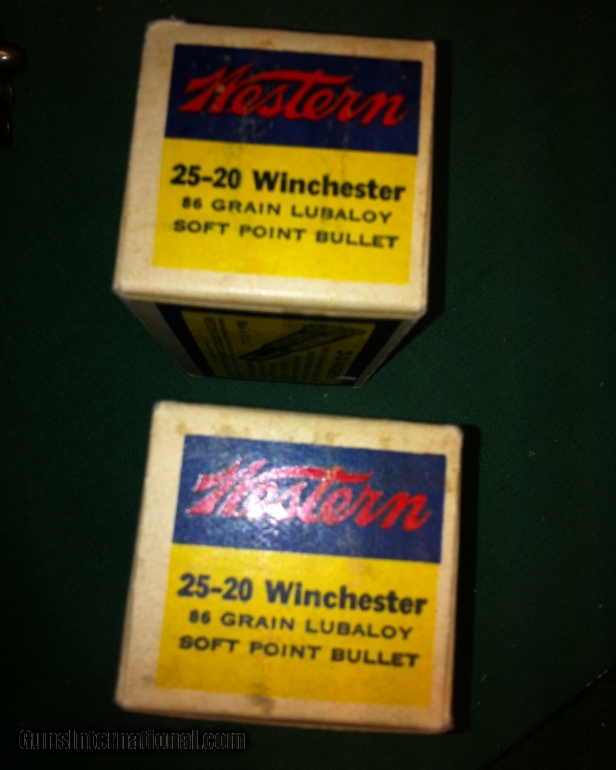 Western
25-20 Winchester
86 GRAIN LUBALOY
SOFT POINT BULLET
Western
25-20 Winchester
86 GRAIN LUBALOY
SOFT POINT BULLET
GunsInternational.com